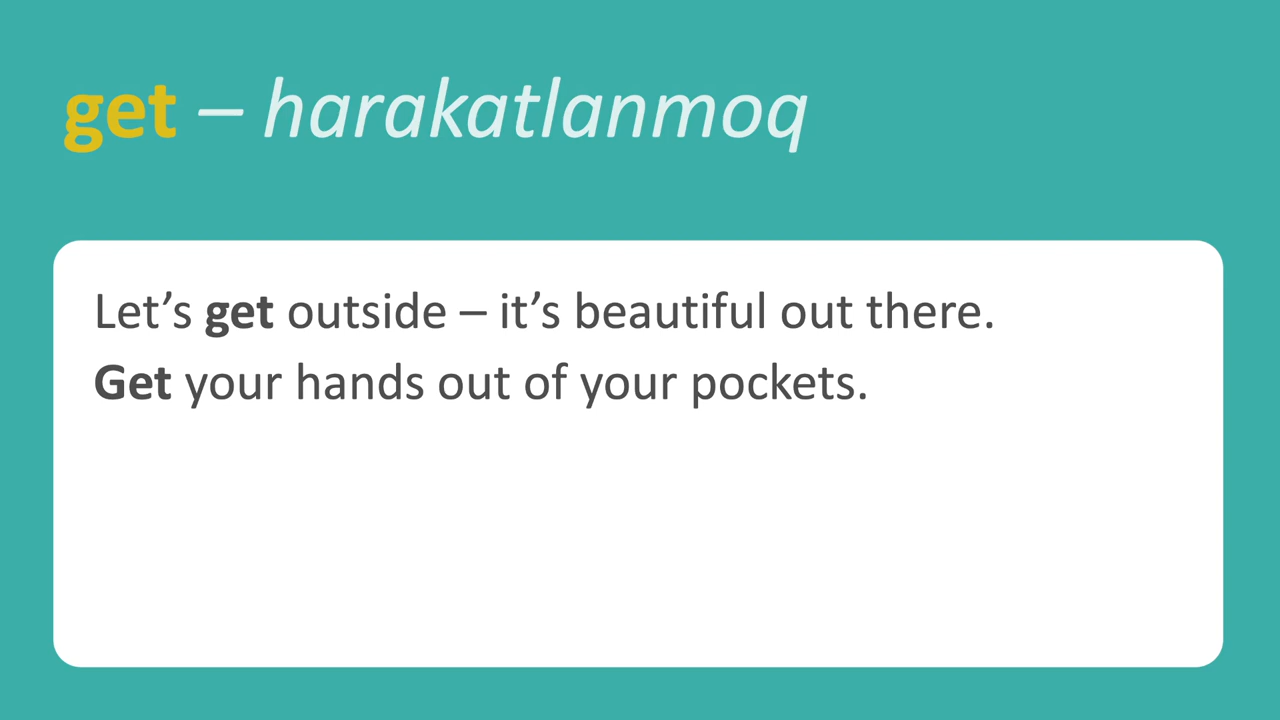 get – harakatlanmoq
Let’s get outside – it’s beautiful out there.
Get your hands out of your pockets.